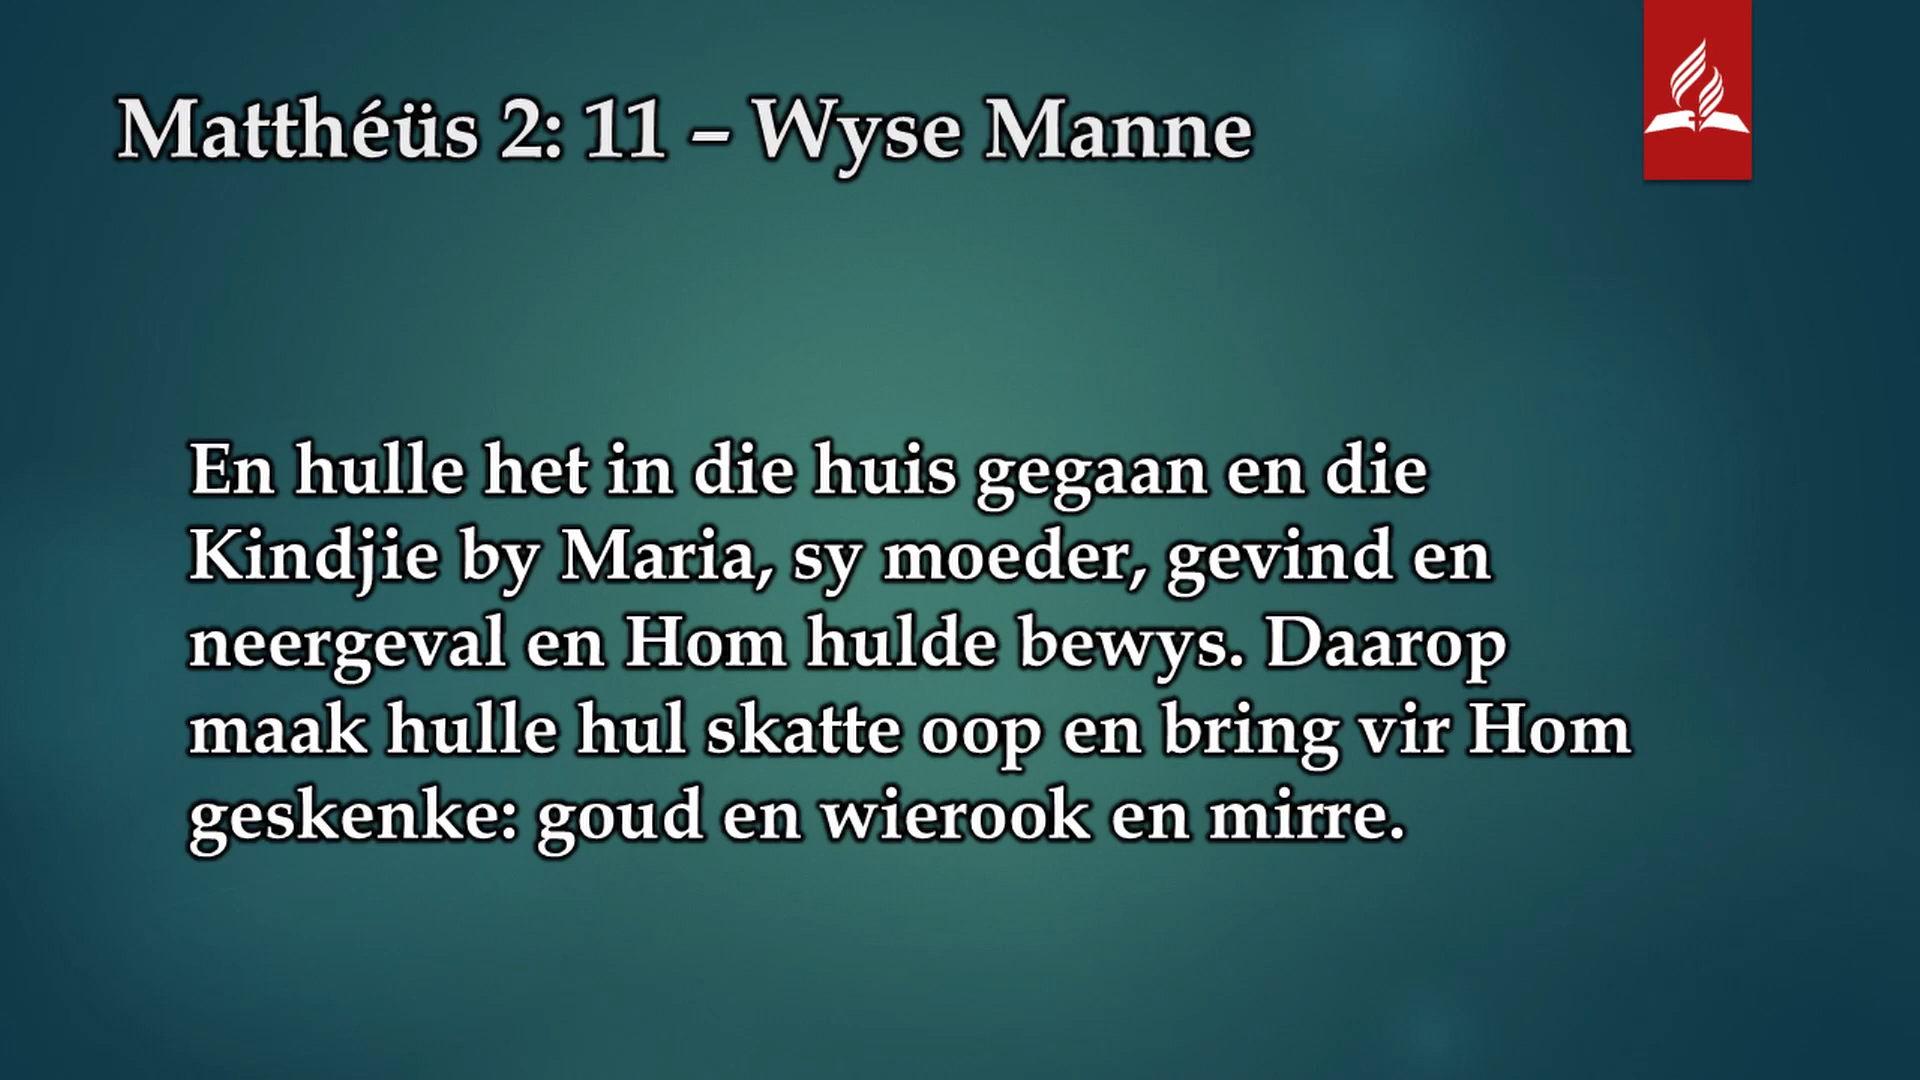 Matthéüs 2: 11 – Wyse Manne
En hulle het in die huis gegaan en die
Kindjie by Maria, sy moeder, gevind en
neergeval en Hom hulde bewys. Daarop
maak hulle hul skatte oop en bring vir Hom
geskenke: goud en wierook en mirre.